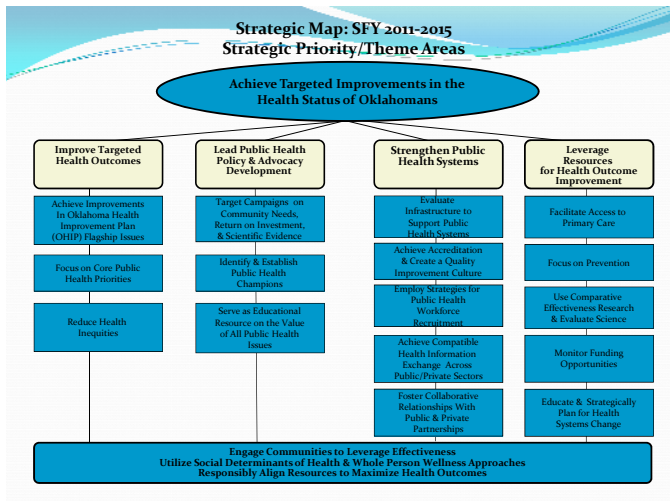 Strategic Map: SFY 2011-2015
Strategic Priority/Theme Areas
Achieve Targeted Improvements in the
Health Status of Oklahomans
Improve Targeted
Health Outcomes
Achieve Improvements
In Oklahoma Health
Improvement Plan
(OHIP) Flagship Issues
Focus on Core Public
Health Priorities
Reduce Health
Inequities
Lead Public Health
Policy & Advocacy
Development
Target Campaigns on
Community Needs,
Return on Investment,
& Scientific Evidence
Identify & Establish
Public Health
Champions
Serve as Educational
Resource on the Value
of All Public Health
Issues
Strengthen Public
Health Systems
Evaluate
Infrastructure to
Support Public
Health Systems
Achieve Accreditation
& Create a Quality
Improvement Culture
Employ Strategies for
Public Health
Workforce
Recruitment
Achieve Compatible
Health Information
Exchange Across
Public/Private Sectors
Foster Collaborative
Relationships With
Public & Private
Partnerships
Leverage
Resources
for Health Outcome
Improvement
Facilitate Access to
Primary Care
Focus on Prevention
Use Comparative
Effectiveness Research
& Evaluate Science
Monitor Funding
Opportunities
Educate & Strategically
Plan for Health
Systems Change
Engage Communities to Leverage Effectiveness
Utilize Social Determinants of Health & Whole Person Wellness Approaches
Responsibly Align Resources to Maximize Health Outcomes